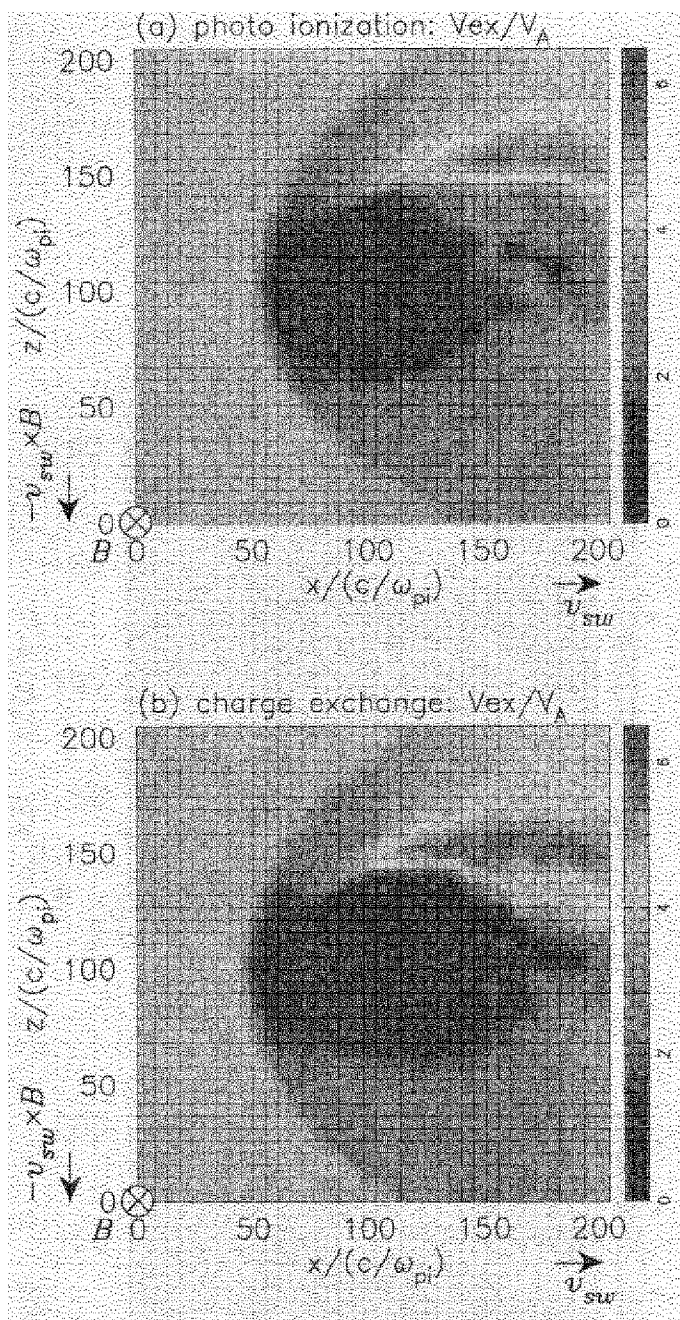 (a) photo ionization: Vex/V_A
200
150
100
50
0
z/(c/ω_pi)
-v_sw×B
B
0 50 100 150 200
x/(c/ω_pi)
v_sw
6
4
2
0
(b) charge exchange: Vex/V_A
200
150
100
50
0
z/(c/ω_pi)
-v_sw×B
B
0 50 100 150 200
x/(c/ω_pi)
v_sw
6
4
2
0